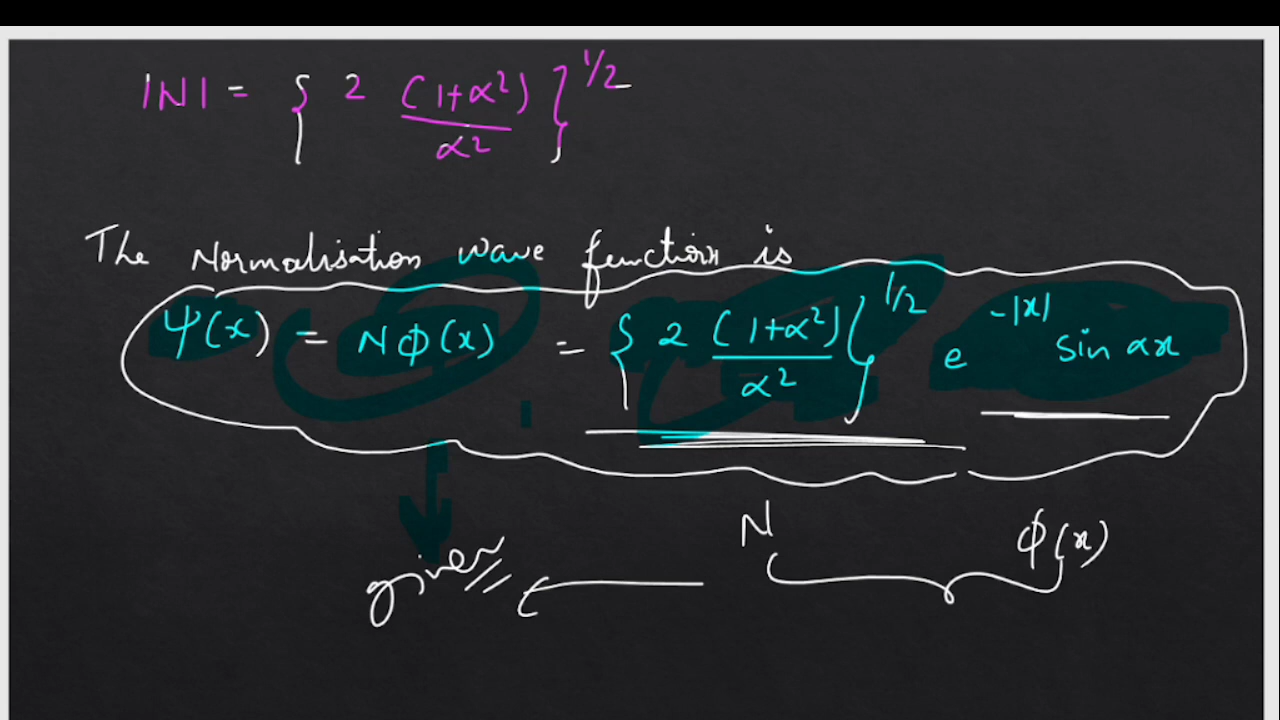 |N| = { 2 (1+α²)/α² }^1/2
The Normalisation wave function is
Ψ(x) = Nϕ(x) = { 2 (1+α²)/α² }^1/2 e^-|x| sin αx
N ϕ(x)
given